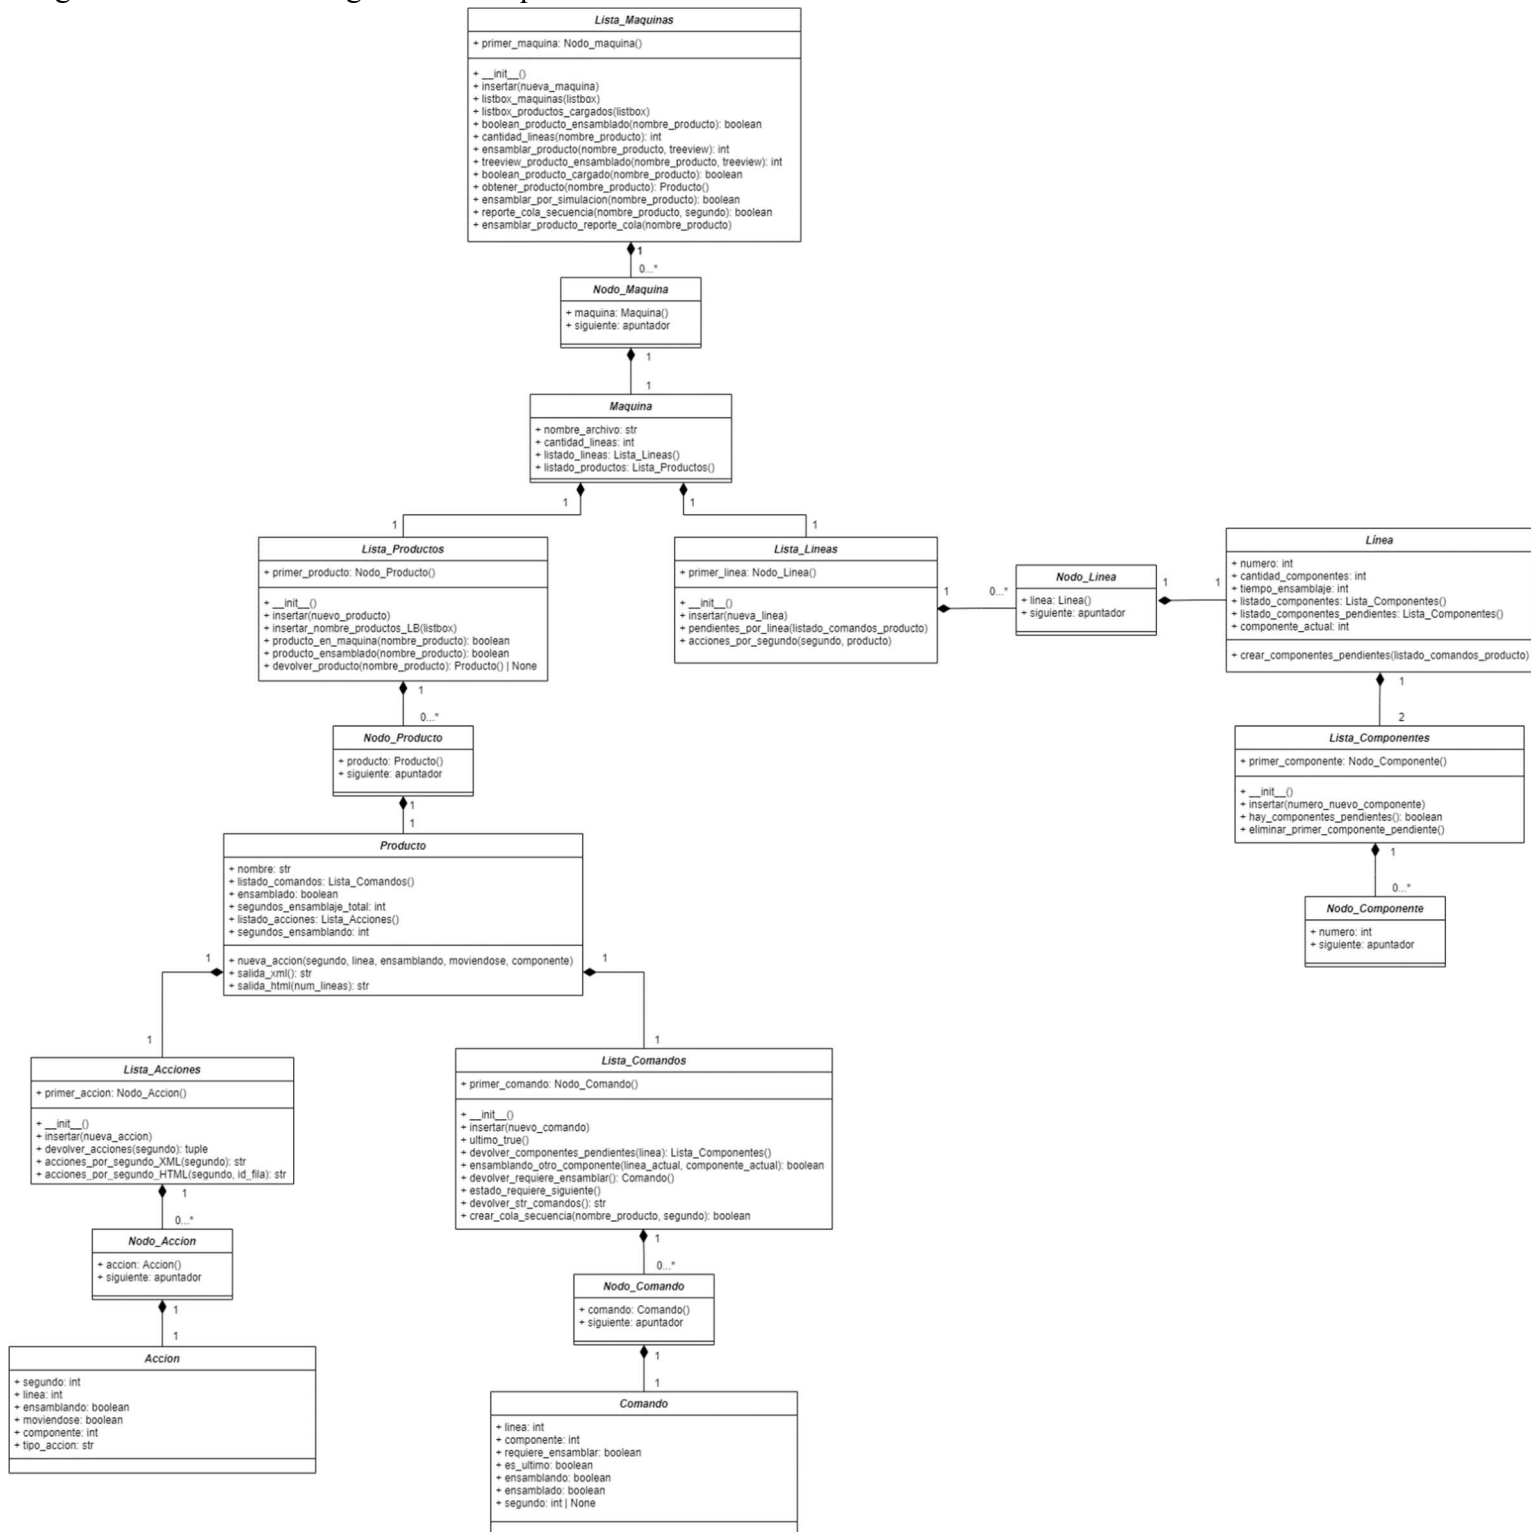 Lista_Maquinas
+ primer_maquina: Nodo_maquina()
+ __init__()
+ insertar(nueva_maquina)
+ listbox_maquinas(listbox)
+ listbox_productos_cargados(listbox)
+ boolean_producto_ensamblado(nombre_producto): boolean
+ cantidad_lineas(nombre_producto): int
+ ensamblar_producto(nombre_producto, treeview): int
+ treeview_producto_ensamblado(nombre_producto, treeview): int
+ boolean_producto_cargado(nombre_producto): boolean
+ obtener_producto(nombre_producto): Producto()
+ ensamblar_por_simulacion(nombre_producto): boolean
+ reporte_cola_secuencia(nombre_producto, segundo): boolean
+ ensamblar_producto_reporte_cola(nombre_producto)
1
0...*
Nodo_Maquina
+ maquina: Maquina()
+ siguiente: apuntador
1
1
Maquina
+ nombre_archivo: str
+ cantidad_lineas: int
+ listado_lineas: Lista_Lineas()
+ listado_productos: Lista_Productos()
1
1
1
1
Lista_Productos
+ primer_producto: Nodo_Producto()
+ __init__()
+ insertar(nuevo_producto)
+ insertar_nombre_productos_LB(listbox)
+ producto_en_maquina(nombre_producto): boolean
+ producto_ensamblado(nombre_producto): boolean
+ devolver_producto(nombre_producto): Producto() | None
Lista_Lineas
+ primer_linea: Nodo_Linea()
+ __init__()
+ insertar(nueva_linea)
+ pendientes_por_linea(listado_comandos_producto)
+ acciones_por_segundo(segundo, producto)
1
0...*
Nodo_Linea
+ linea: Linea()
+ siguiente: apuntador
1
1
Línea
+ numero: int
+ cantidad_componentes: int
+ tiempo_ensamblaje: int
+ listado_componentes: Lista_Componentes()
+ listado_componentes_pendientes: Lista_Componentes()
+ componente_actual: int
+ crear_componentes_pendientes(listado_comandos_producto)
1
2
Lista_Componentes
+ primer_componente: Nodo_Componente()
+ __init__()
+ insertar(numero_nuevo_componente)
+ hay_componentes_pendientes(): boolean
+ eliminar_primer_componente_pendiente()
1
0...*
Nodo_Componente
+ numero: int
+ siguiente: apuntador
1
0...*
Nodo_Producto
+ producto: Producto()
+ siguiente: apuntador
1
1
Producto
+ nombre: str
+ listado_comandos: Lista_Comandos()
+ ensamblado: boolean
+ segundos_ensamblaje_total: int
+ listado_acciones: Lista_Acciones()
+ segundos_ensamblando: int
+ nueva_accion(segundo, linea, ensamblando, moviendose, componente)
+ salida_xml(): str
+ salida_html(num_lineas): str
1
1
1
1
Lista_Acciones
+ primer_accion: Nodo_Accion()
+ __init__()
+ insertar(nueva_accion)
+ devolver_acciones(segundo): tuple
+ acciones_por_segundo_XML(segundo): str
+ acciones_por_segundo_HTML(segundo, id_fila): str
1
0...*
Nodo_Accion
+ accion: Accion()
+ siguiente: apuntador
1
1
Accion
+ segundo: int
+ linea: int
+ ensamblando: boolean
+ moviendose: boolean
+ componente: int
+ tipo_accion: str
Lista_Comandos
+ primer_comando: Nodo_Comando()
+ __init__()
+ insertar(nuevo_comando)
+ ultimo_true()
+ devolver_componentes_pendientes(linea): Lista_Componentes()
+ ensamblando_otro_componente(linea_actual, componente_actual): boolean
+ devolver_requiere_ensamblar(): Comando()
+ estado_requiere_siguiente()
+ devolver_str_comandos(): str
+ crear_cola_secuencia(nombre_producto, segundo): boolean
1
0...*
Nodo_Comando
+ comando: Comando()
+ siguiente: apuntador
1
1
Comando
+ linea: int
+ componente: int
+ requiere_ensamblar: boolean
+ es_ultimo: boolean
+ ensamblando: boolean
+ ensamblado: boolean
+ segundo: int | None